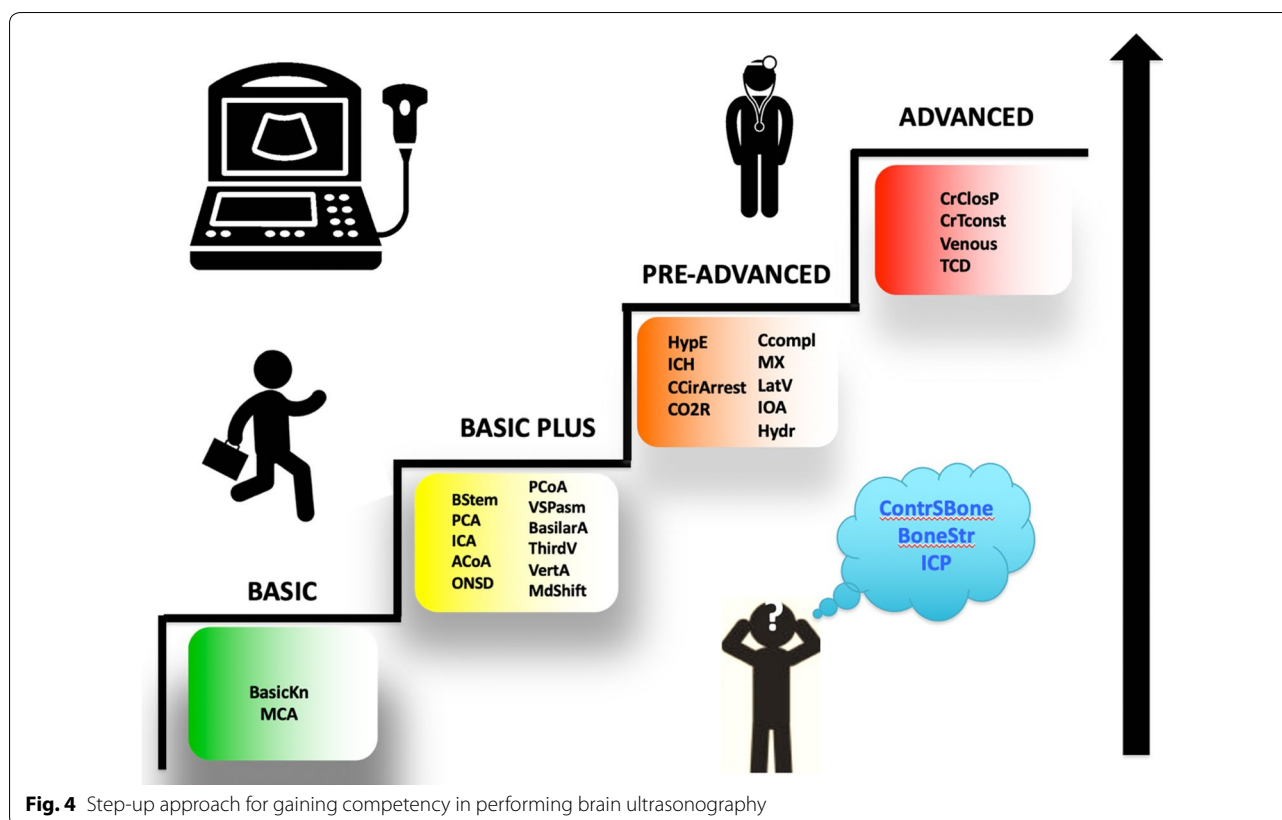 ADVANCED
CrClosP
CrTconst
Venous
TCD
PRE-ADVANCED
HypE
ICH
CCirArrest
CO2R
Ccompl
MX
LatV
IOA
Hydr
BASIC PLUS
BStem
PCA
ICA
ACoA
ONSD
PCoA
VSPasm
BasilarA
ThirdV
VertA
MdShift
ContrSBone
BoneStr
ICP
?
BASIC
BasicKn
MCA
Fig. 4 Step-up approach for gaining competency in performing brain ultrasonography